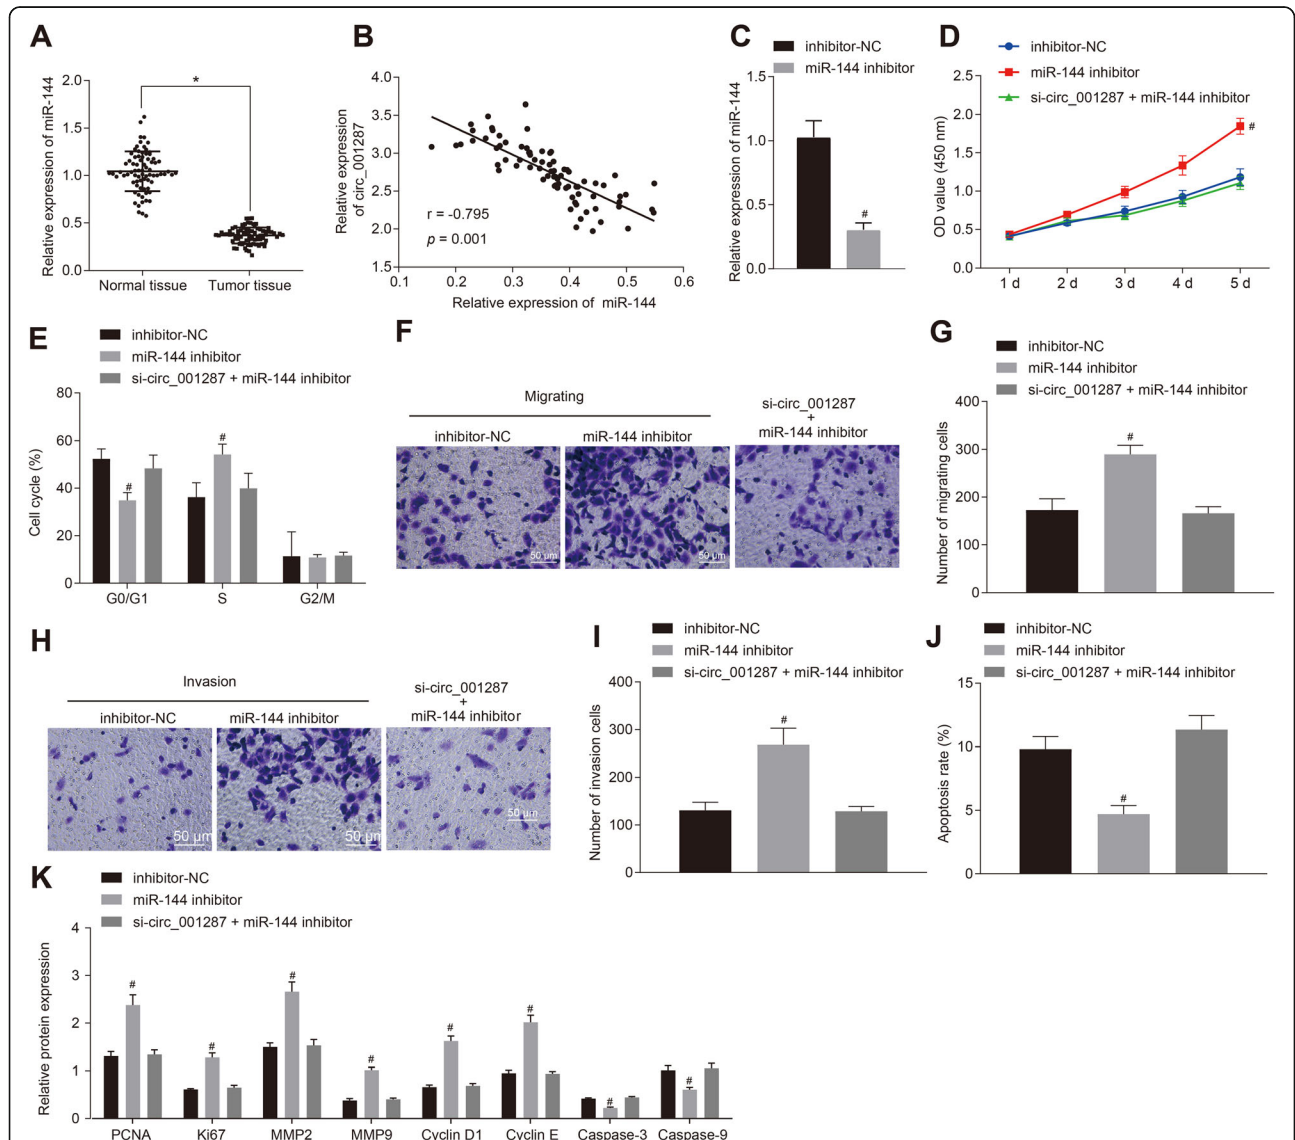 A
Relative expression of miR-144
2.0
1.5
1.0
0.5
0.0
*
Normal tissue
Tumor tissue
B
Relative expression
of circ_001287
4.0
3.5
3.0
2.5
2.0
1.5
r = -0.795
p = 0.001
0.1
0.2
0.3
0.4
0.5
0.6
Relative expression of miR-144
C
inhibitor-NC
miR-144 inhibitor
Relative expression of miR-144
1.5
1.0
0.5
0.0
#
D
inhibitor-NC
miR-144 inhibitor
si-circ_001287 + miR-144 inhibitor
OD value (450 nm)
2.5
2.0
1.5
1.0
0.5
0.0
#
1 d
2 d
3 d
4 d
5 d
E
inhibitor-NC
miR-144 inhibitor
si-circ_001287 + miR-144 inhibitor
Cell cycle (%)
80
60
40
20
0
#
#
G0/G1
S
G2/M
F
Migrating
inhibitor-NC
miR-144 inhibitor
si-circ_001287
+
miR-144 inhibitor
50 µm
50 µm
50 µm
G
inhibitor-NC
miR-144 inhibitor
si-circ_001287 + miR-144 inhibitor
Number of migrating cells
400
300
200
100
0
#
H
Invasion
inhibitor-NC
miR-144 inhibitor
si-circ_001287
+
miR-144 inhibitor
50 µm
50 µm
50 µm
I
inhibitor-NC
miR-144 inhibitor
si-circ_001287 + miR-144 inhibitor
Number of invasion cells
400
300
200
100
0
#
J
inhibitor-NC
miR-144 inhibitor
si-circ_001287 + miR-144 inhibitor
Apoptosis rate (%)
15
10
5
0
#
K
inhibitor-NC
miR-144 inhibitor
si-circ_001287 + miR-144 inhibitor
Relative protein expression
4
3
2
1
0
#
#
#
#
#
#
#
#
PCNA
Ki67
MMP2
MMP9
Cyclin D1
Cyclin E
Caspase-3
Caspase-9